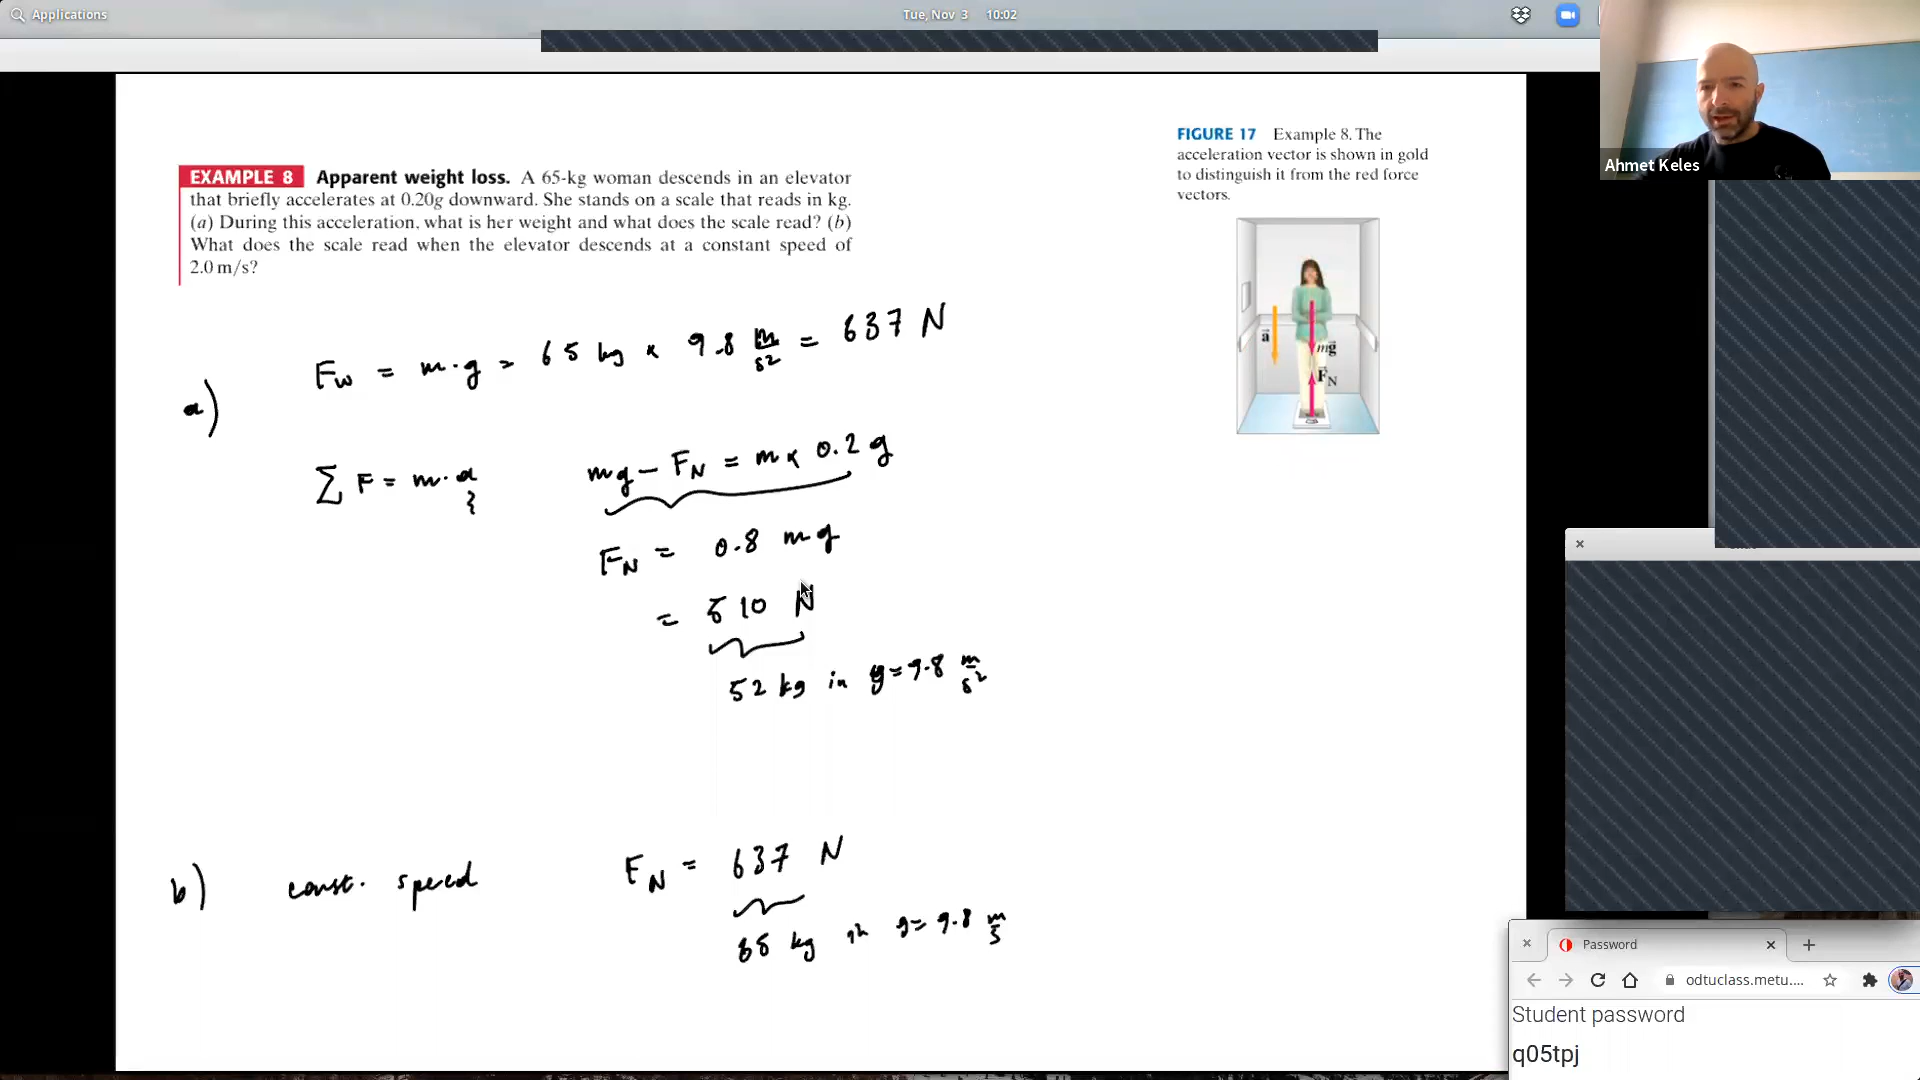 Applications
Tue, Nov 3 10:02
Ahmet Keles
EXAMPLE 8 Apparent weight loss. A 65-kg woman descends in an elevator
that briefly accelerates at 0.20g downward. She stands on a scale that reads in kg.
(a) During this acceleration, what is her weight and what does the scale read? (b)
What does the scale read when the elevator descends at a constant speed of
2.0 m/s?
FIGURE 17 Example 8. The
acceleration vector is shown in gold
to distinguish it from the red force
vectors.
a⃗
mg⃗
F⃗N
a)
Fw = m·g = 65 kg × 9.8 m/s² = 637 N
∑ F = m·a
mg − FN = m × 0.2 g
FN = 0.8 mg
= 510 N
52 kg in g = 9.8 m/s²
b) const. speed FN = 637 N
65 kg in g = 9.8 m/s
Password
odtuclass.metu....
Student password
q05tpj